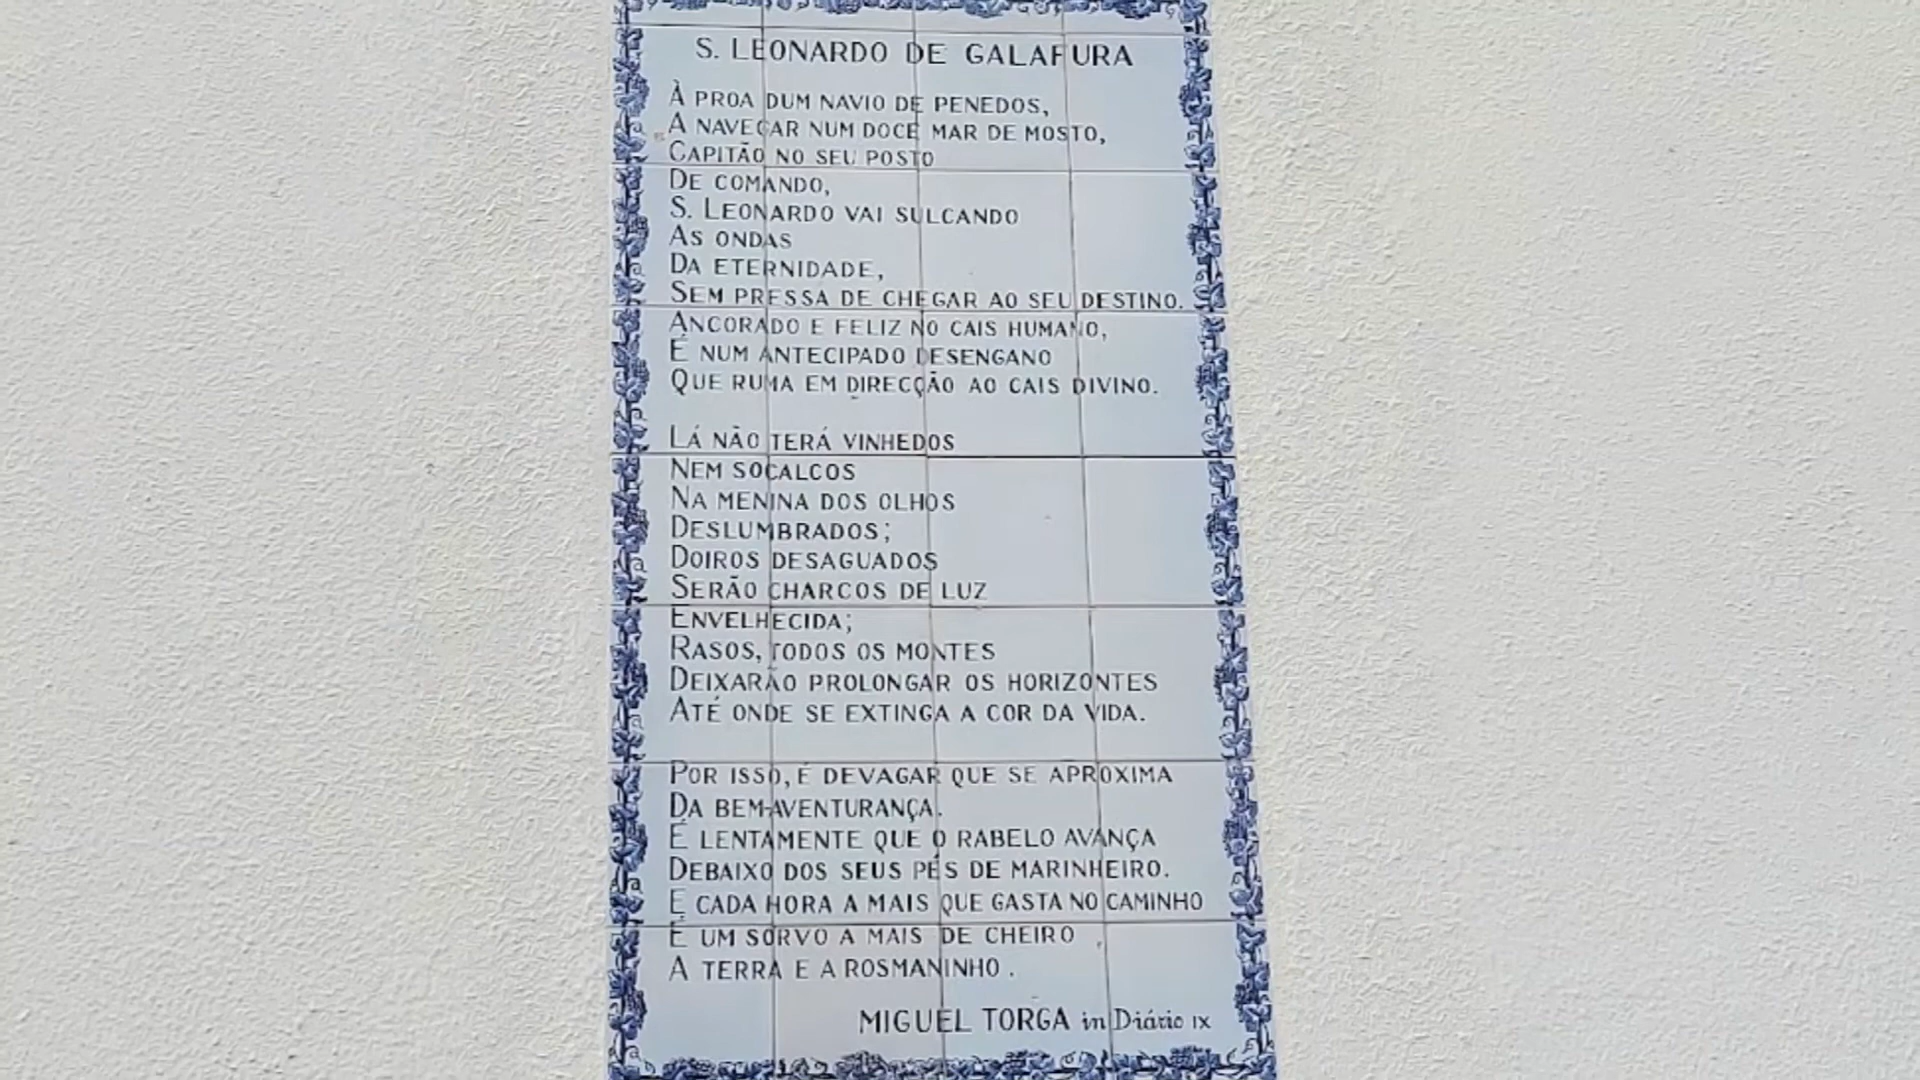 S. LEONARDO DE GALAFURA
À PROA DUM NAVIO DE PENEDOS,
A NAVEGAR NUM DOCE MAR DE MOSTO,
CAPITÃO NO SEU POSTO
DE COMANDO,
S. LEONARDO VAI SULCANDO
AS ONDAS
DA ETERNIDADE,
SEM PRESSA DE CHEGAR AO SEU DESTINO.
ANCORADO E FELIZ NO CAIS HUMANO,
É NUM ANTECIPADO DESENGANO
QUE RUMA EM DIRECÇÃO AO CAIS DIVINO.
LÁ NÃO TERÁ VINHEDOS
NEM SOCALCOS
NA MENINA DOS OLHOS
DESLUMBRADOS;
DOIROS DESAGUADOS
SERÃO CHARCOS DE LUZ
ENVELHECIDA;
RASOS, TODOS OS MONTES
DEIXARÃO PROLONGAR OS HORIZONTES
ATÉ ONDE SE EXTINGA A COR DA VIDA.
POR ISSO, É DEVAGAR QUE SE APROXIMA
DA BEM-AVENTURANÇA.
É LENTAMENTE QUE O RABELO AVANÇA
DEBAIXO DOS SEUS PÉS DE MARINHEIRO.
E CADA HORA A MAIS QUE GASTA NO CAMINHO
É UM SORVO A MAIS DE CHEIRO
A TERRA E A ROSMANINHO.
MIGUEL TORGA in Diário IX